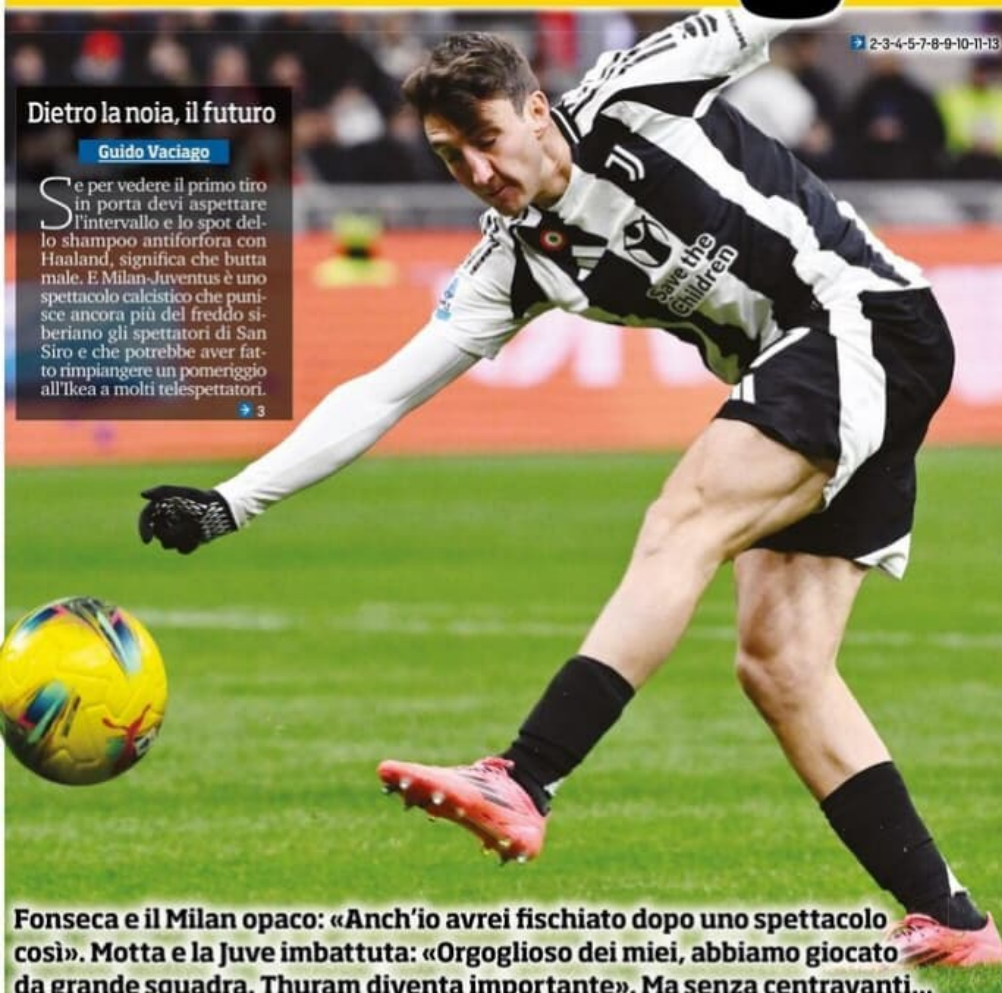 2-3-4-5-7-8-9-10-11-13
Dietro la noia, il futuro
Guido Vaciago
Se per vedere il primo tiro
in porta devi aspettare
l'intervallo e lo spot del-
lo shampoo antiforfora con
Haaland, significa che butta
male. E Milan-Juventus è uno
spettacolo calcistico che puni-
sce ancora più del freddo si-
beriano gli spettatori di San
Siro e che potrebbe aver fat-
to rimpiangere un pomeriggio
all'Ikea a molti telespettatori.
3
Save the
Children
Fonseca e il Milan opaco: «Anch'io avrei fischiato dopo uno spettacolo
così». Motta e la Juve imbattuta: «Orgoglioso dei miei, abbiamo giocato
da grande squadra. Thuram diventa importante». Ma senza centravanti...